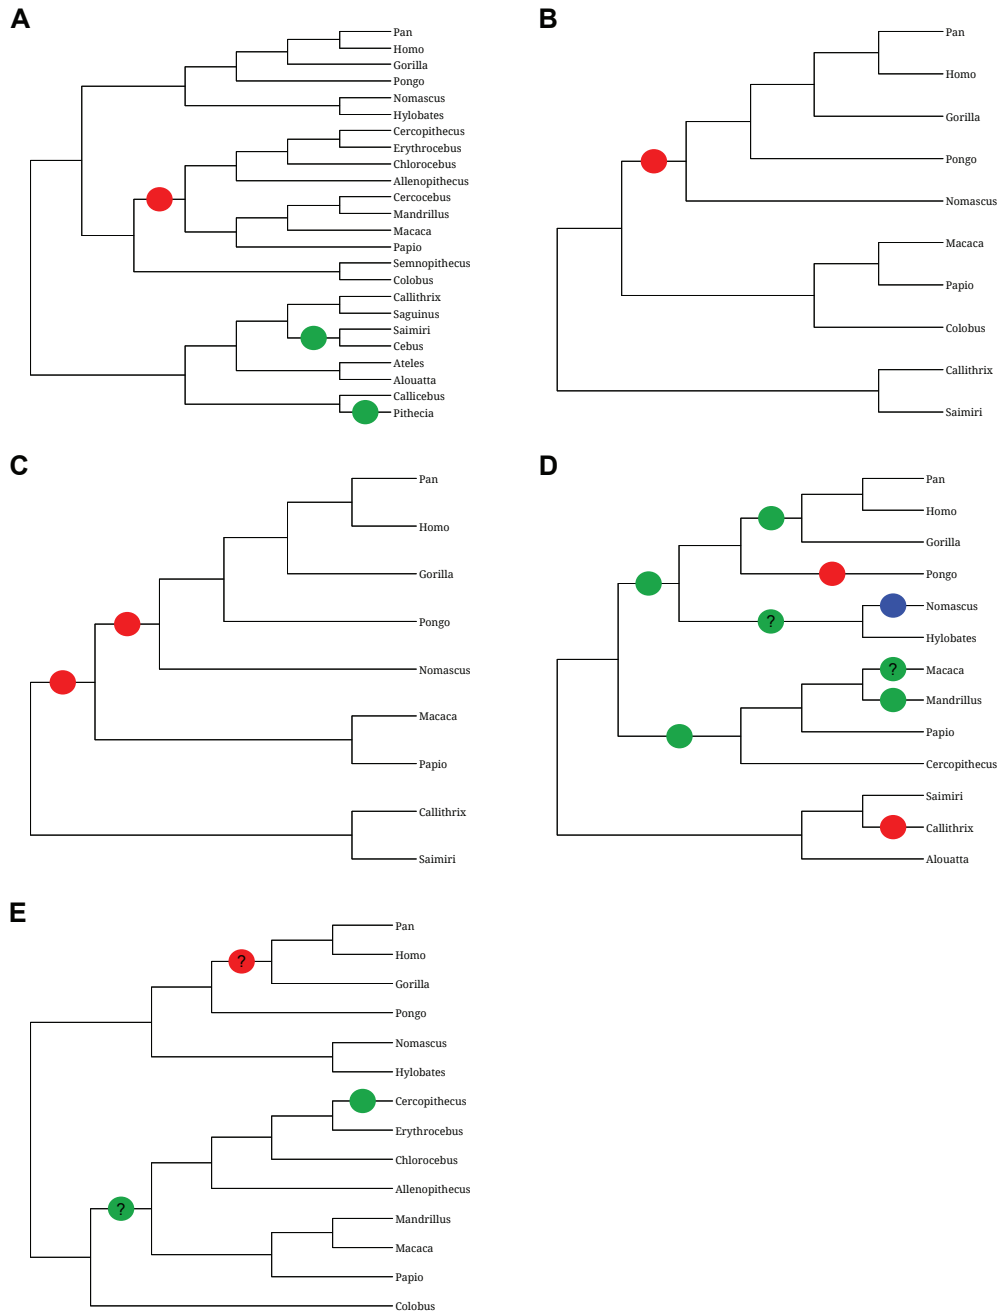 A
Pan
Homo
Gorilla
Pongo
Nomascus
Hylobates
Cercopithecus
Erythrocebus
Chlorocebus
Allenopithecus
Cercocebus
Mandrillus
Macaca
Papio
Semnopithecus
Colobus
Callithrix
Saguinus
Saimiri
Cebus
Ateles
Alouatta
Callicebus
Pithecia
B
Pan
Homo
Gorilla
Pongo
Nomascus
Macaca
Papio
Colobus
Callithrix
Saimiri
C
Pan
Homo
Gorilla
Pongo
Nomascus
Macaca
Papio
Callithrix
Saimiri
D
Pan
Homo
Gorilla
Pongo
Nomascus
?
Hylobates
? Macaca
Mandrillus
Papio
Cercopithecus
Saimiri
Callithrix
Alouatta
E
Pan
Homo
?
Gorilla
Pongo
Nomascus
Hylobates
Cercopithecus
Erythrocebus
Chlorocebus
Allenopithecus
?
Mandrillus
Macaca
Papio
Colobus